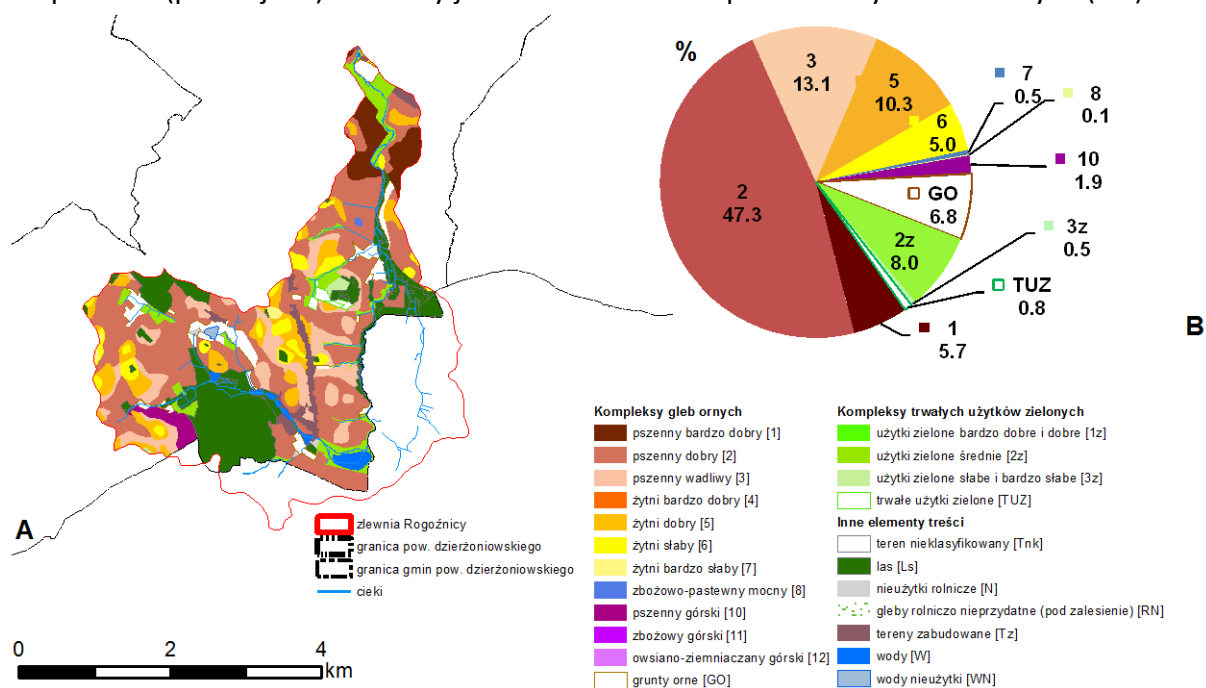 %
3
13.1
5
10.3
6
5.0
7
0.5
8
0.1
10
1.9
GO
6.8
3z
0.5
2z
8.0
TUZ
0.8
1
5.7
2
47.3
B
A
zlewnia Rogoźnicy
granica pow. dzierżoniowskiego
granica gmin pow. dzierżoniowskiego
cieki
0 2 4
km
Kompleksy gleb ornych
pszenny bardzo dobry [1]
pszenny dobry [2]
pszenny wadliwy [3]
żytni bardzo dobry [4]
żytni dobry [5]
żytni słaby [6]
żytni bardzo słaby [7]
zbożowo-pastewny mocny [8]
pszenny górski [10]
zbożowy górski [11]
owsiano-ziemniaczany górski [12]
grunty orne [GO]
Kompleksy trwałych użytków zielonych
użytki zielone bardzo dobre i dobre [1z]
użytki zielone średnie [2z]
użytki zielone słabe i bardzo słabe [3z]
trwałe użytki zielone [TUZ]
Inne elementy treści
teren nieklasyfikowany [Tnk]
las [Ls]
nieużytki rolnicze [N]
gleby rolniczo nieprzydatne (pod zalesienie) [RN]
tereny zabudowane [Tz]
wody [W]
wody nieużytki [WN]